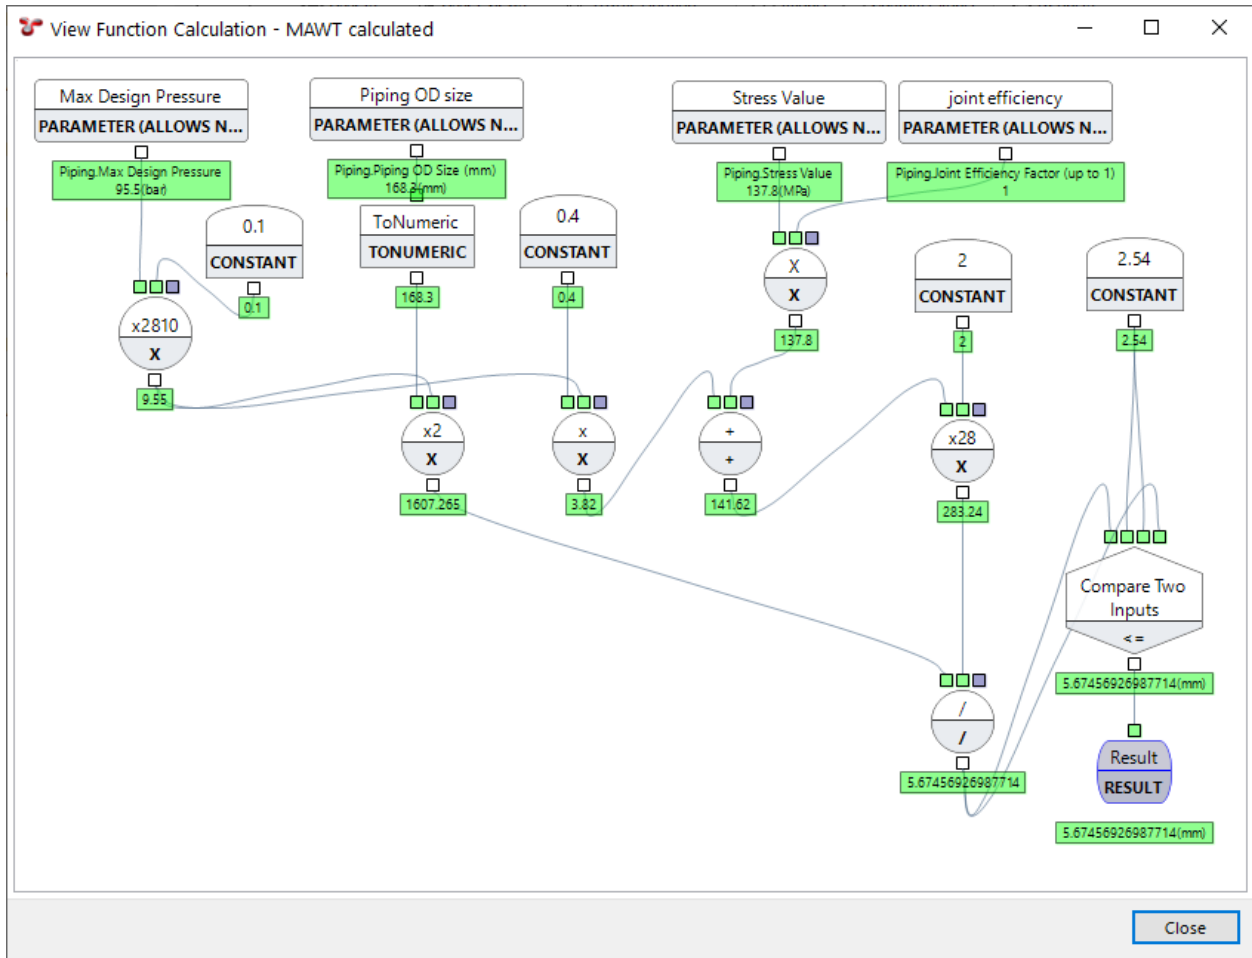 View Function Calculation - MAWT calculated
Max Design Pressure
PARAMETER (ALLOWS N...
Piping.Max Design Pressure
95.5(bar)
Piping OD size
PARAMETER (ALLOWS N...
Piping.Piping OD Size (mm)
168.3(mm)
Stress Value
PARAMETER (ALLOWS N...
Piping.Stress Value
137.8(MPa)
joint efficiency
PARAMETER (ALLOWS N...
Piping.Joint Efficiency Factor (up to 1)
1
0.1
CONSTANT
0.1
ToNumeric
TONUMERIC
168.3
0.4
CONSTANT
0.4
X
X
137.8
2
CONSTANT
2
2.54
CONSTANT
2.54
x2810
X
9.55
x2
X
1607.265
x
X
3.82
+
+
141.62
x28
X
283.24
Compare Two
Inputs
<=
5.67456926987714(mm)
/
/
5.67456926987714
Result
RESULT
5.67456926987714(mm)
Close